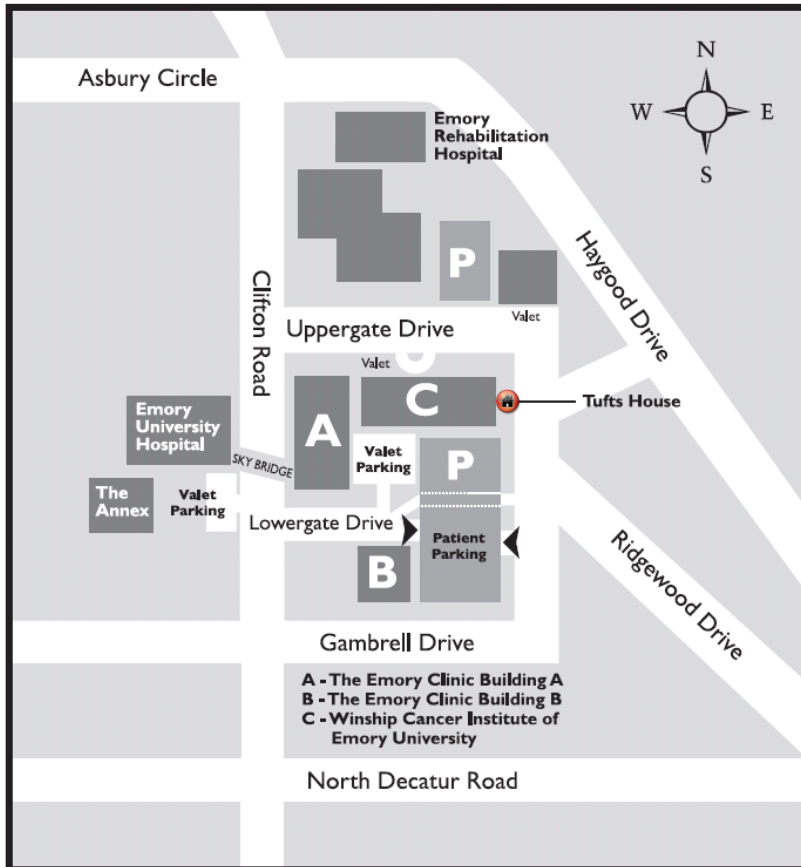 Asbury Circle
N
W
E
S
Emory
Rehabilitation
Hospital
P
Haygood Drive
Clifton Road
Uppergate Drive
Valet
Valet
A
C
Tufts House
Emory
University
Hospital
SKY BRIDGE
Valet
Parking
P
The
Annex
Valet
Parking
Lowergate Drive
Patient
Parking
B
Ridgewood Drive
Gambrell Drive
A - The Emory Clinic Building A
B - The Emory Clinic Building B
C - Winship Cancer Institute of
Emory University
North Decatur Road